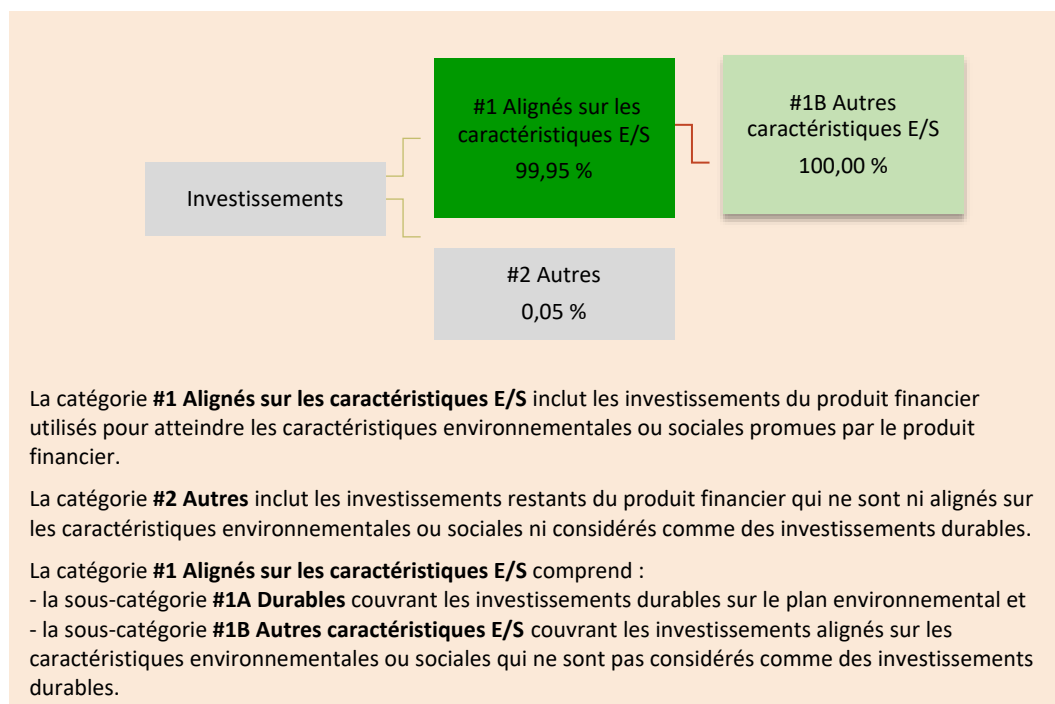 #1 Alignés sur les
caractéristiques E/S
99,95 %
#1B Autres
caractéristiques E/S
100,00 %
Investissements
#2 Autres
0,05 %
La catégorie #1 Alignés sur les caractéristiques E/S inclut les investissements du produit financier
utilisés pour atteindre les caractéristiques environnementales ou sociales promues par le produit
financier.
La catégorie #2 Autres inclut les investissements restants du produit financier qui ne sont ni alignés sur
les caractéristiques environnementales ou sociales ni considérés comme des investissements durables.
La catégorie #1 Alignés sur les caractéristiques E/S comprend :
- la sous-catégorie #1A Durables couvrant les investissements durables sur le plan environnemental et
- la sous-catégorie #1B Autres caractéristiques E/S couvrant les investissements alignés sur les
caractéristiques environnementales ou sociales qui ne sont pas considérés comme des investissements
durables.